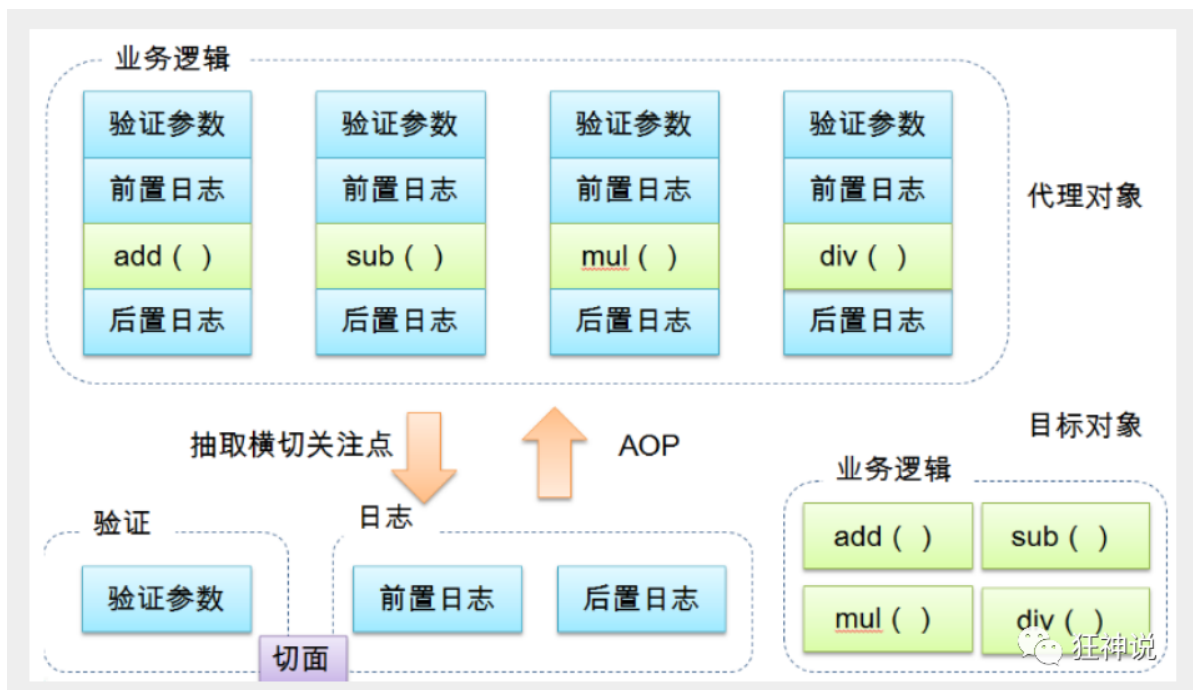 业务逻辑
验证参数 验证参数 验证参数 验证参数
前置日志 前置日志 前置日志 前置日志
add ( ) sub ( ) mul ( ) div ( )
后置日志 后置日志 后置日志 后置日志
代理对象
抽取横切关注点
AOP
目标对象
验证
验证参数
日志
前置日志 后置日志
切面
业务逻辑
add ( ) sub ( )
mul ( ) div ( )
狂神说